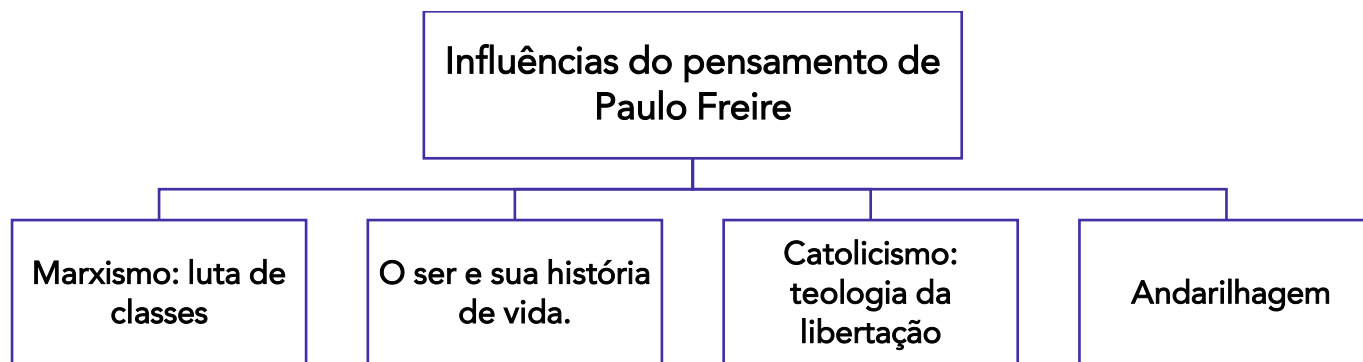 Influências do pensamento de
Paulo Freire
Marxismo: luta de
classes
O ser e sua história
de vida.
Catolicismo:
teologia da
libertação
Andarilhagem